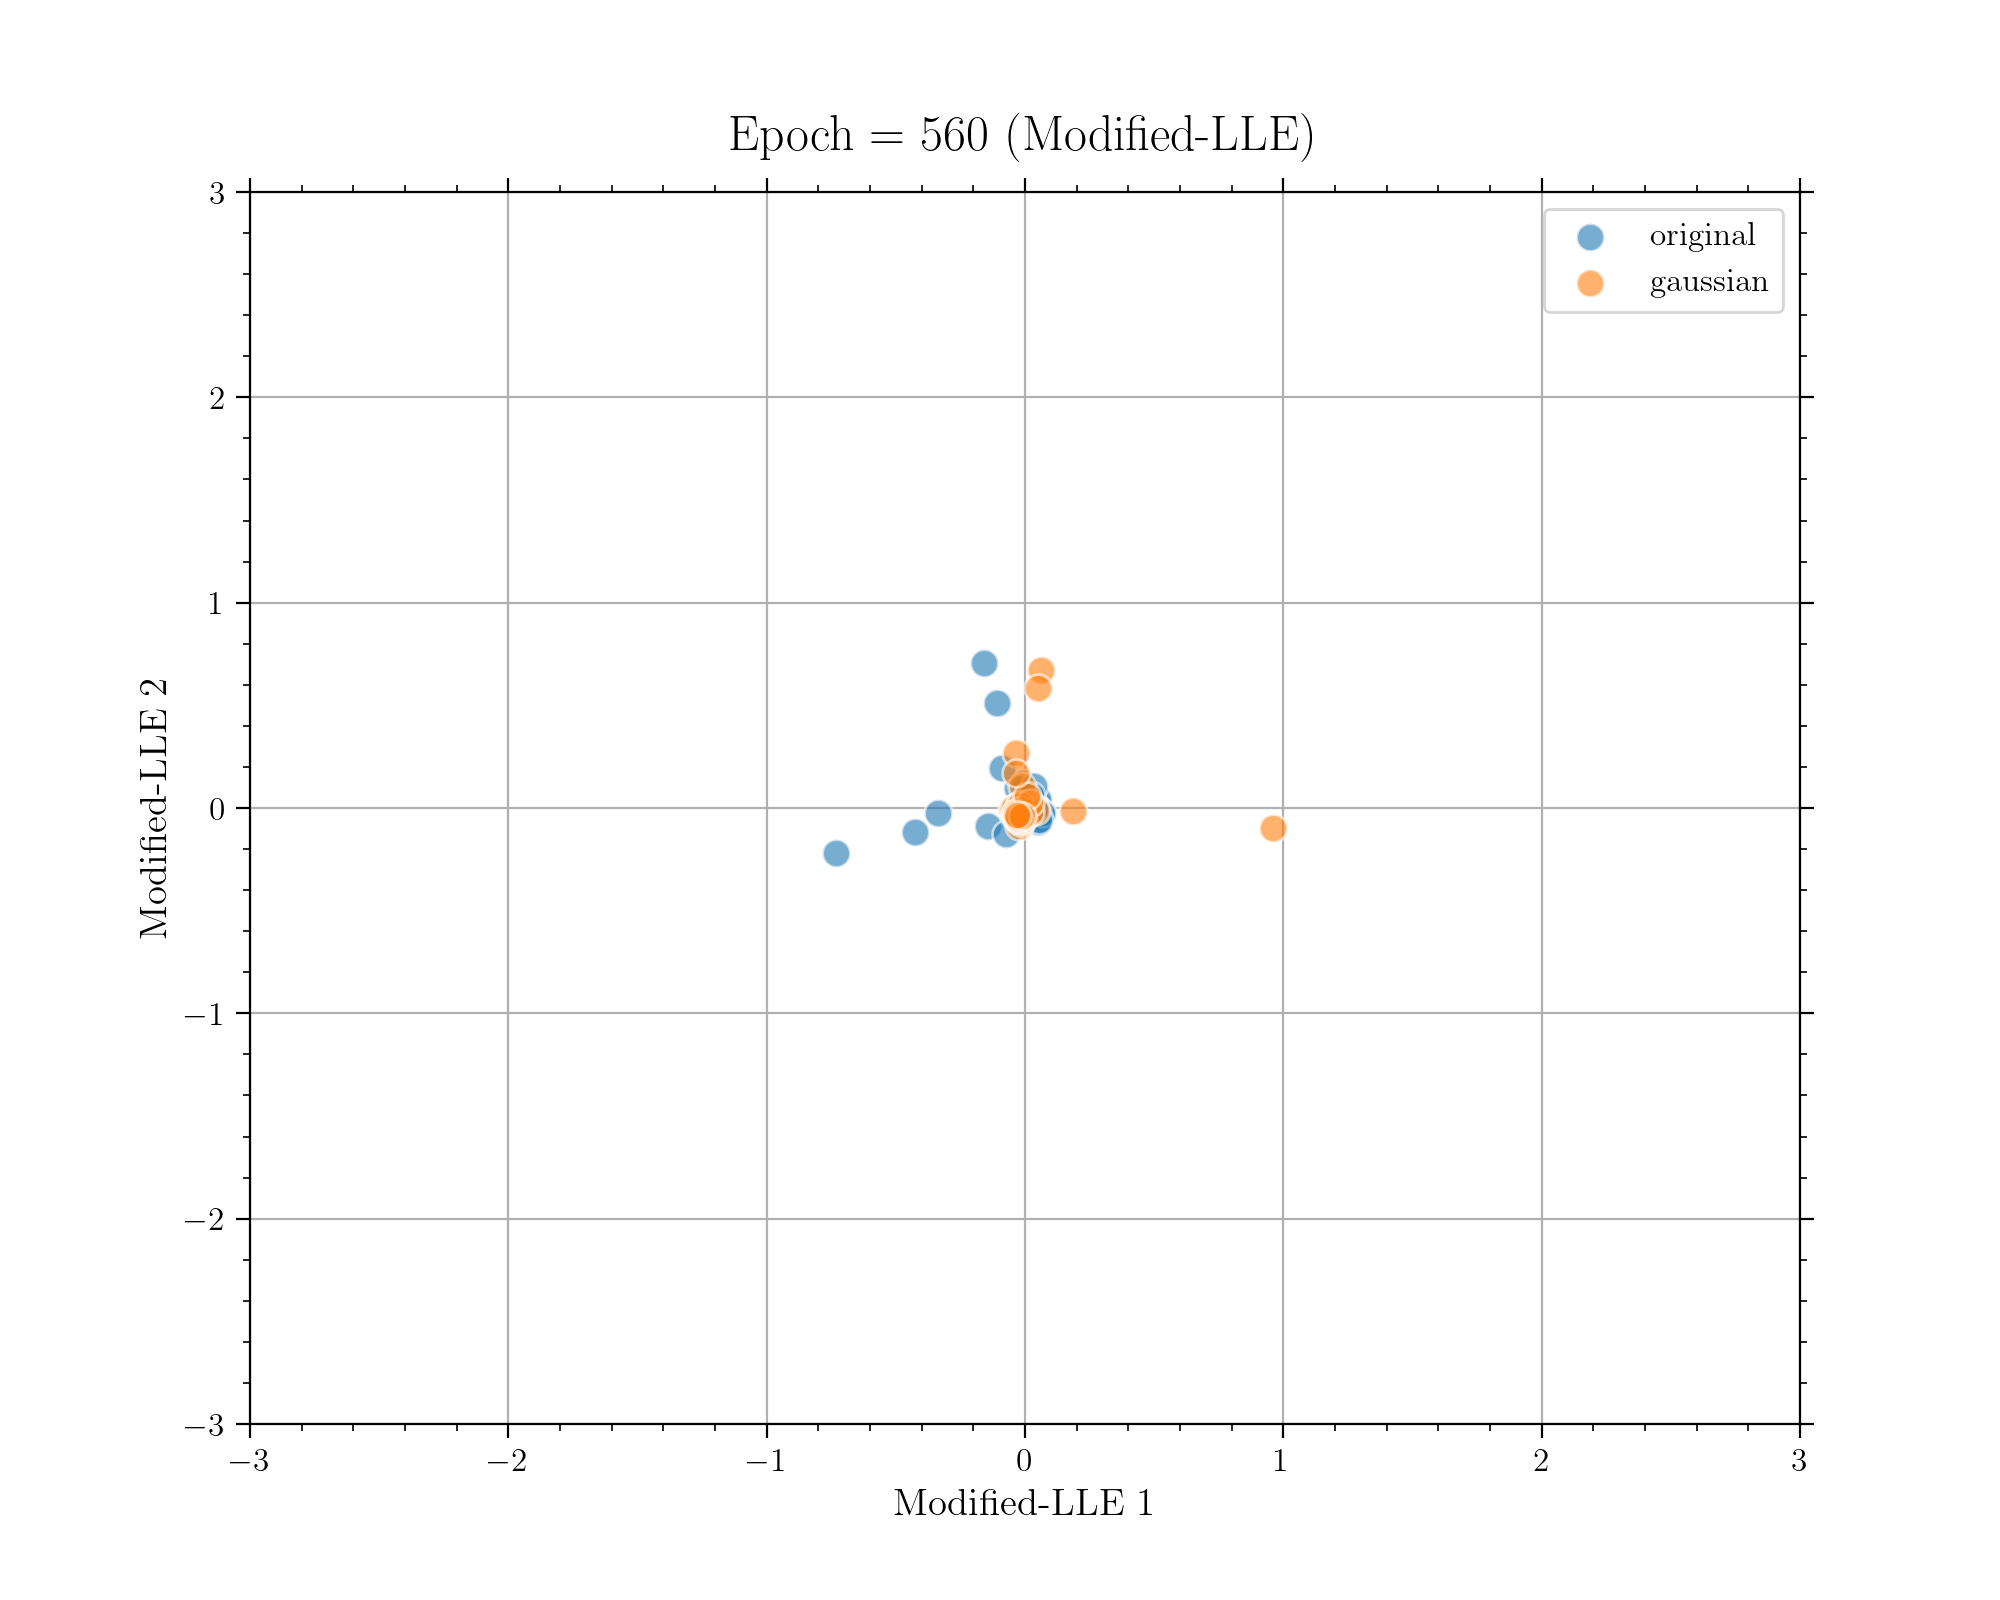 Epoch = 560 (Modified-LLE)
original
gaussian
3
2
1
0
−1
−2
−3
Modified-LLE 2
−3
−2
−1
0
1
2
3
Modified-LLE 1